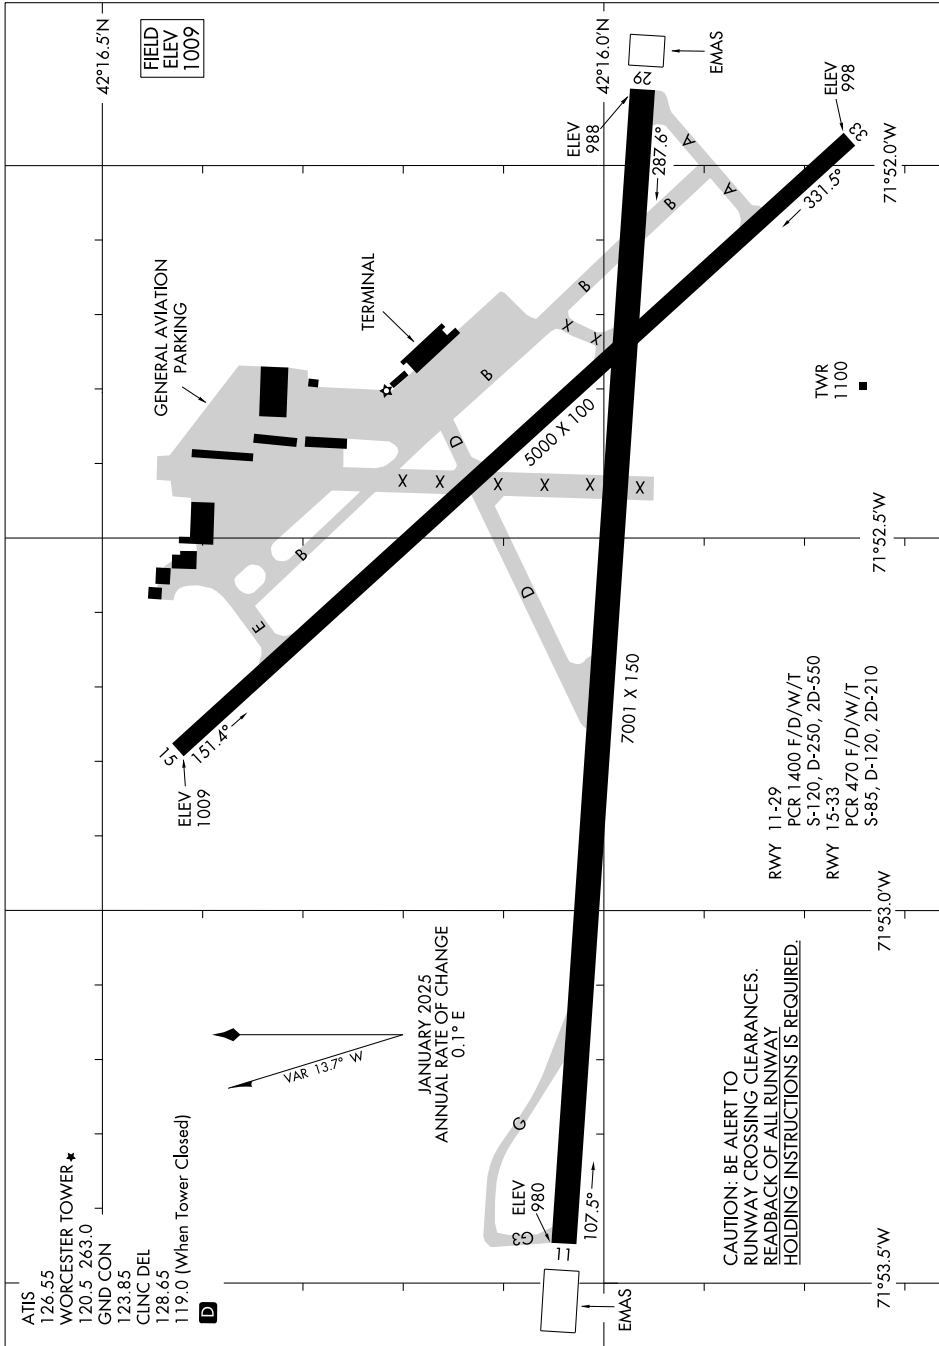 ATIS
126.55
WORCESTER TOWER
120.5 263.0
GND CON
123.85
CLNC DEL
128.65
119.0 (When Tower Closed)
D
FIELD
ELEV
1009
42°16.5'N
42°16.0'N
JANUARY 2025
ANNUAL RATE OF CHANGE
0.1° E
VAR 13.7° W
GENERAL AVIATION
PARKING
TERMINAL
ELEV
1009
15
151.4°
E
B
B
B
B
D
D
5000 X 100
X
X
X
X
X
X
X
X
7001 X 150
EMAS
11
107.5°
ELEV
980
G3
G
ELEV
988
29
287.6°
EMAS
A
A
ELEV
998
33
331.5°
TWR
1100
RWY 11-29
PCR 1400 F/D/W/T
S-120, D-250, 2D-550
RWY 15-33
PCR 470 F/D/W/T
S-85, D-120, 2D-210
CAUTION: BE ALERT TO
RUNWAY CROSSING CLEARANCES.
READBACK OF ALL RUNWAY
HOLDING INSTRUCTIONS IS REQUIRED.
71°53.5'W
71°53.0'W
71°52.5'W
71°52.0'W